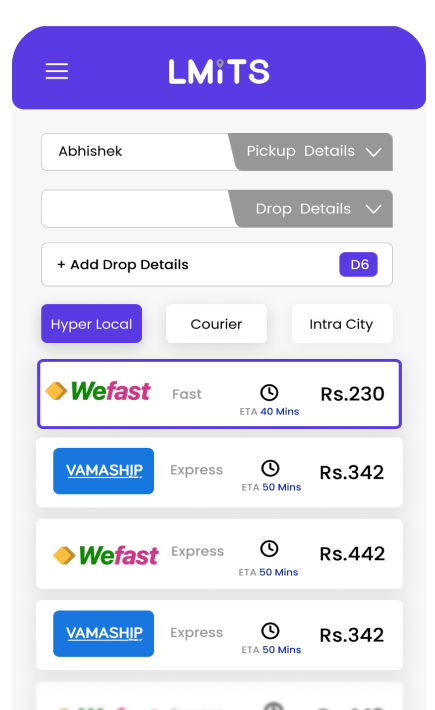 LMiTS
Abhishek Pickup Details
Drop Details
+ Add Drop Details D6
Hyper Local Courier Intra City
Wefast Fast ETA 40 Mins Rs.230
VAMASHIP Express ETA 50 Mins Rs.342
Wefast Express ETA 50 Mins Rs.442
VAMASHIP Express ETA 50 Mins Rs.342